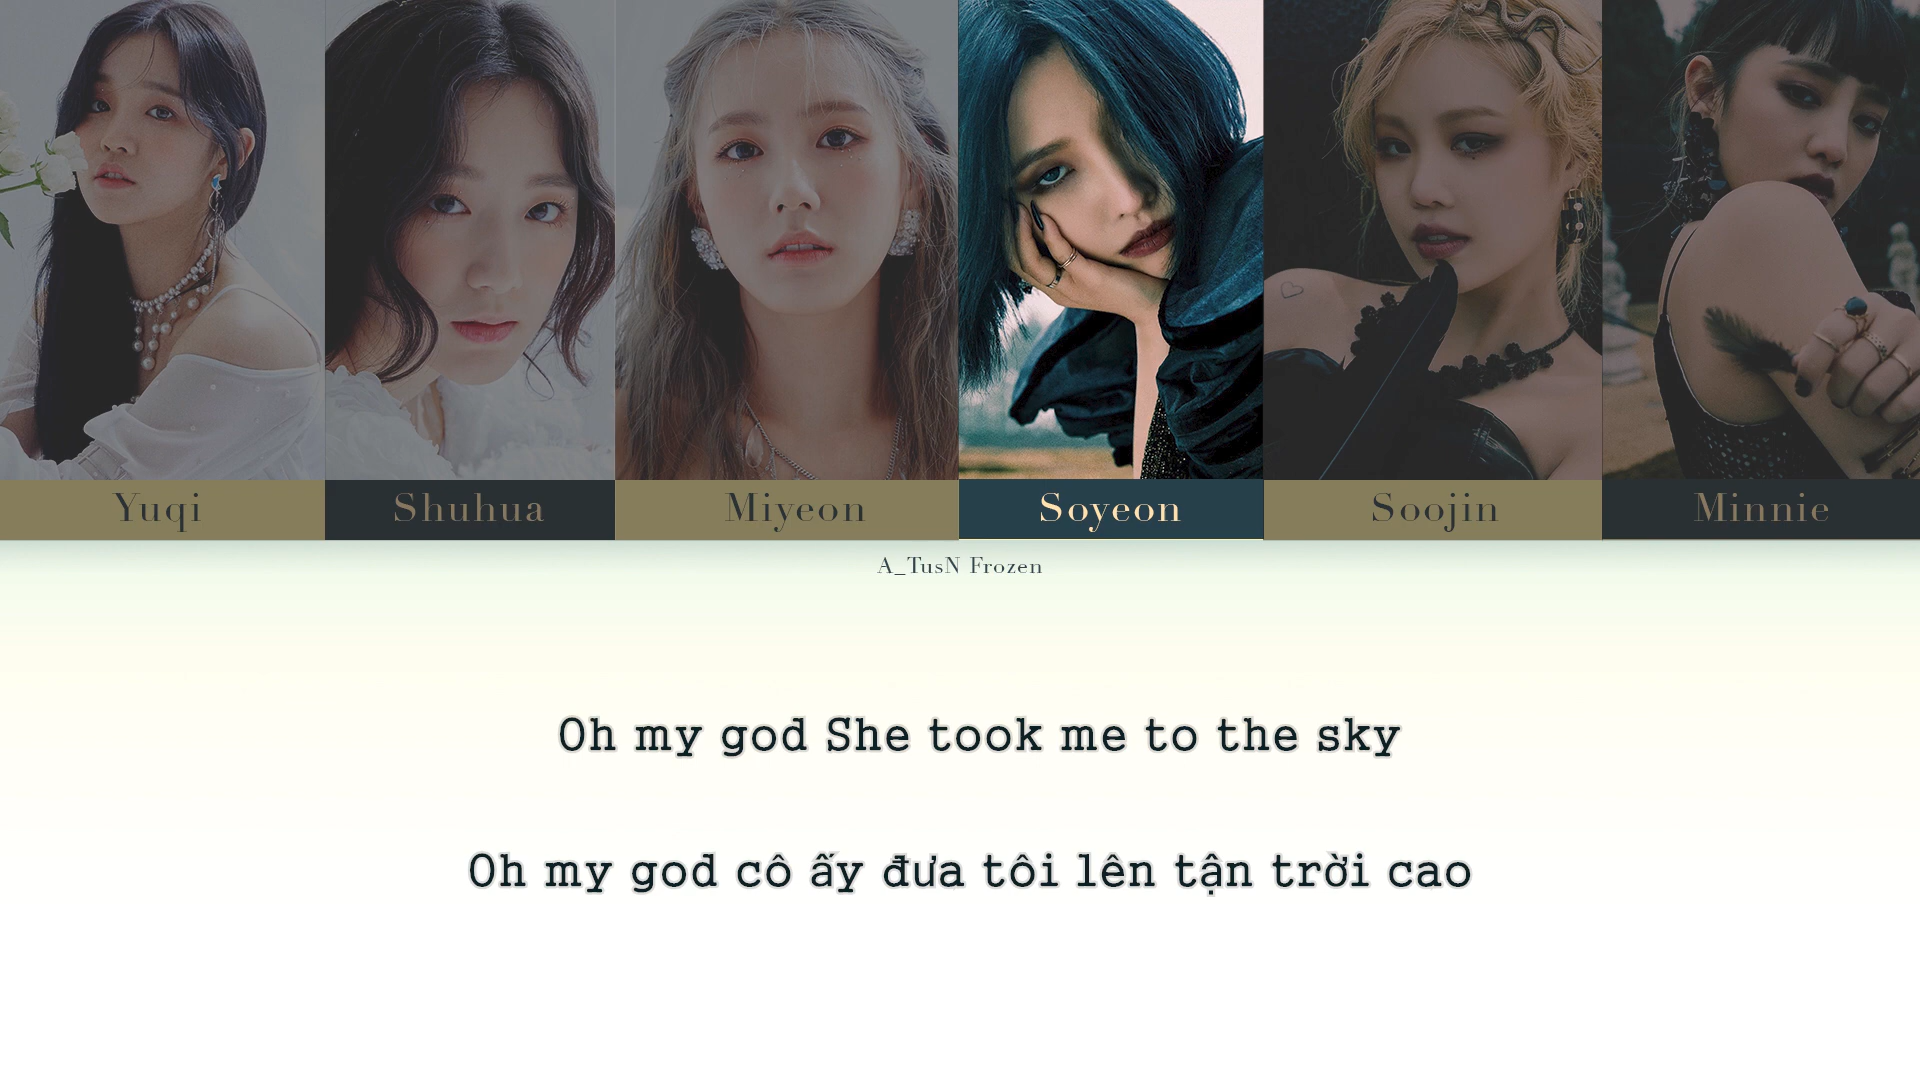 Yuqi Shuhua Miyeon Soyeon Soojin Minnie
A_TusN Frozen
Oh my god She took me to the sky
Oh my god cô ấy đưa tôi lên tận trời cao